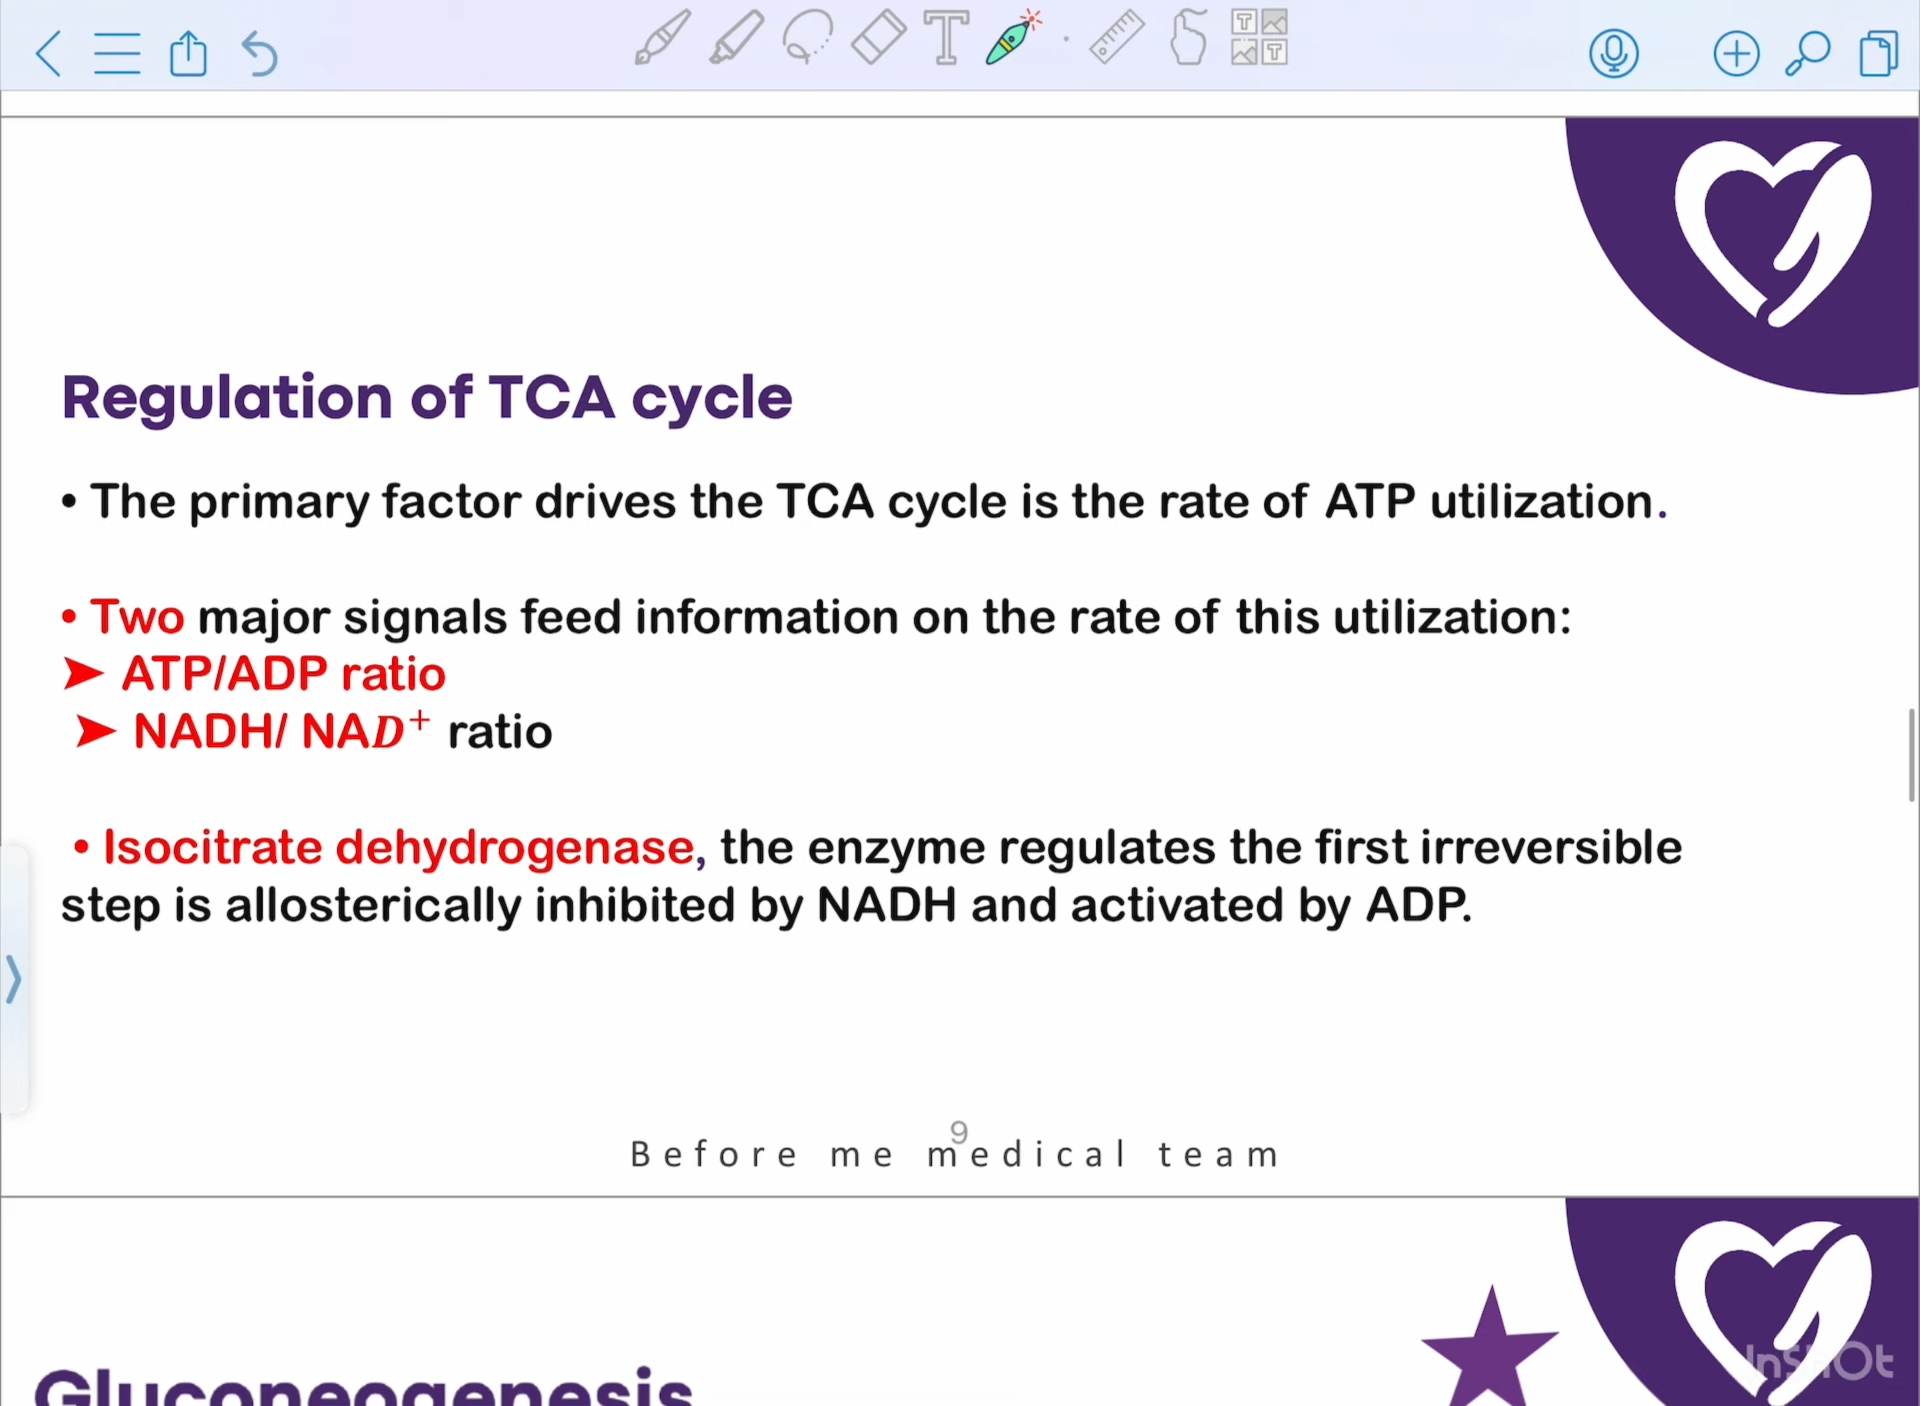 Regulation of TCA cycle
• The primary factor drives the TCA cycle is the rate of ATP utilization.
• Two major signals feed information on the rate of this utilization:
➤ ATP/ADP ratio
➤ NADH/ NAD⁺ ratio
• Isocitrate dehydrogenase, the enzyme regulates the first irreversible
step is allosterically inhibited by NADH and activated by ADP.
9
Before me medical team
Gluconeogenesis
InShOt